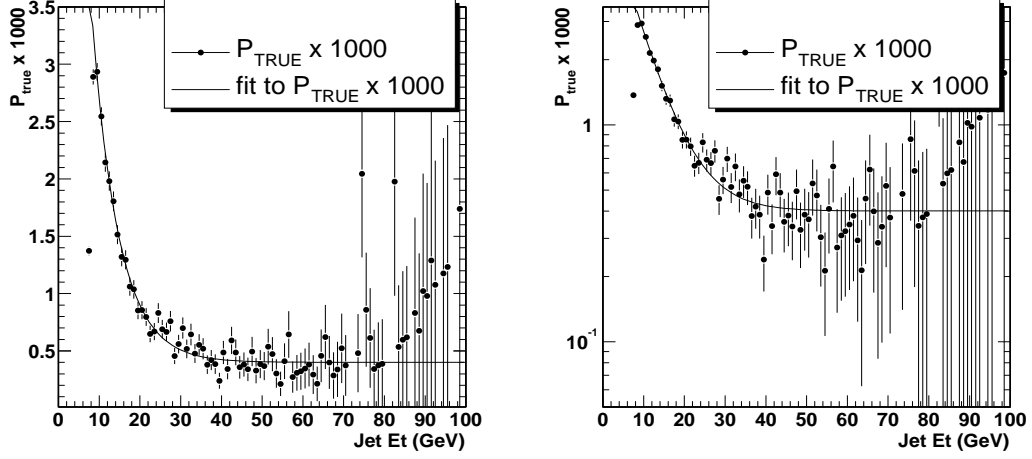 3.5
3
2.5
2
1.5
1
0.5
0 10 20 30 40 50 60 70 80 90 100
Jet Et (GeV)
P_true x 1000
P_TRUE x 1000
fit to P_TRUE x 1000
1
10^-1
0 10 20 30 40 50 60 70 80 90 100
Jet Et (GeV)
P_true x 1000
P_TRUE x 1000
fit to P_TRUE x 1000